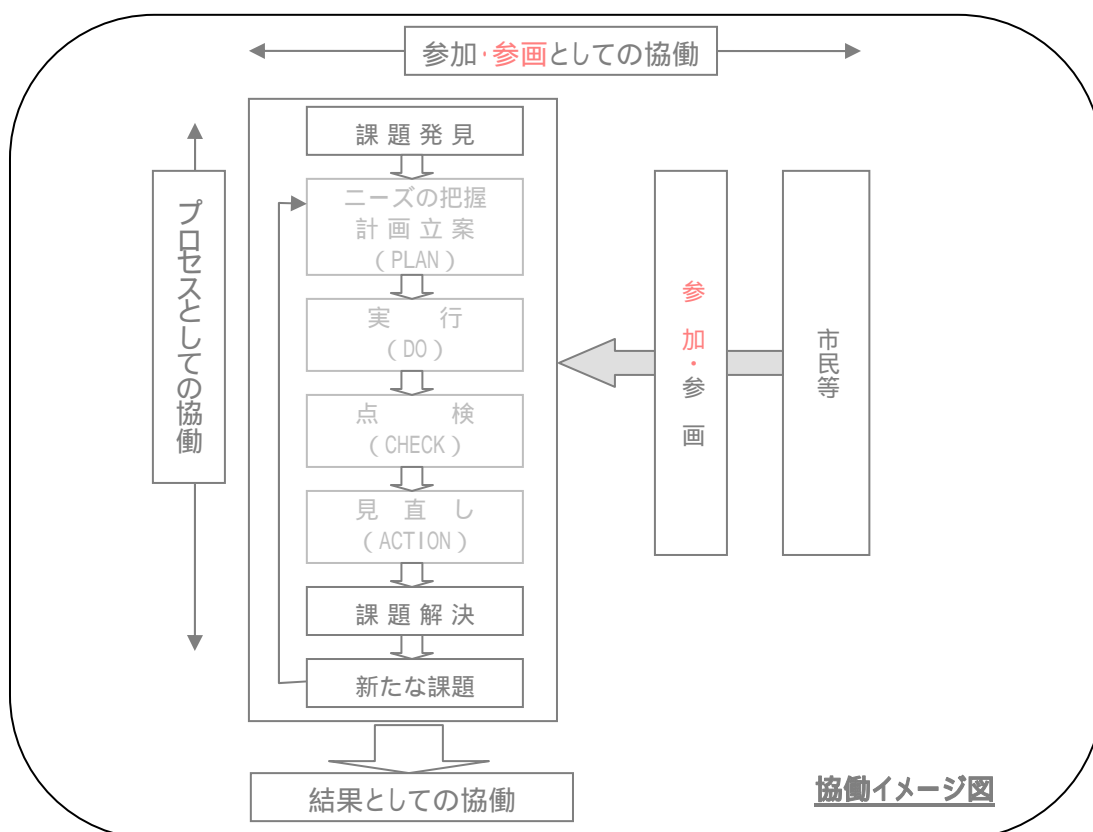 参加・参画としての協働
プロセスとしての協働
課題発見
ニーズの把握
計画立案
(PLAN)
実行
(DO)
点検
(CHECK)
見直し
(ACTION)
課題解決
新たな課題
参加・参画
市民等
結果としての協働
協働イメージ図